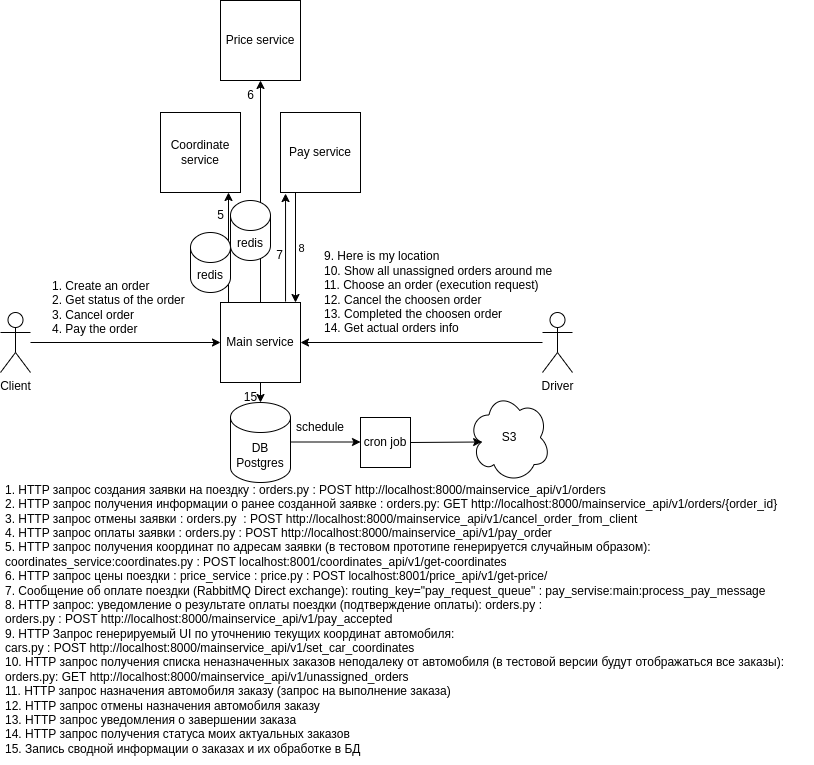 Price service
6
Coordinate
service
Pay service
5
redis
redis
7
8
9. Here is my location
10. Show all unassigned orders around me
11. Choose an order (execution request)
12. Cancel the choosen order
13. Completed the choosen order
14. Get actual orders info
1. Create an order
2. Get status of the order
3. Cancel order
4. Pay the order
Main service
Client
Driver
15
DB
Postgres
schedule
cron job
S3
1. HTTP запрос создания заявки на поездку : orders.py : POST http://localhost:8000/mainservice_api/v1/orders
2. HTTP запрос получения информации о ранее созданной заявке : orders.py: GET http://localhost:8000/mainservice_api/v1/orders/{order_id}
3. HTTP запрос отмены заявки : orders.py  : POST http://localhost:8000/mainservice_api/v1/cancel_order_from_client
4. HTTP запрос оплаты заявки : orders.py : POST http://localhost:8000/mainservice_api/v1/pay_order
5. HTTP запрос получения координат по адресам заявки (в тестовом прототипе генерируется случайным образом):
coordinates_service:coordinates.py : POST localhost:8001/coordinates_api/v1/get-coordinates
6. HTTP запрос цены поездки : price_service : price.py : POST localhost:8001/price_api/v1/get-price/
7. Сообщение об оплате поездки (RabbitMQ Direct exchange): routing_key="pay_request_queue" : pay_servise:main:process_pay_message
8. HTTP запрос: уведомление о результате оплаты поездки (подтверждение оплаты): orders.py :
orders.py : POST http://localhost:8000/mainservice_api/v1/pay_accepted
9. HTTP Запрос генерируемый UI по уточнению текущих координат автомобиля:
cars.py : POST http://localhost:8000/mainservice_api/v1/set_car_coordinates
10. HTTP запрос получения списка неназначенных заказов неподалеку от автомобиля (в тестовой версии будут отображаться все заказы):
orders.py: GET http://localhost:8000/mainservice_api/v1/unassigned_orders
11. HTTP запрос назначения автомобиля заказу (запрос на выполнение заказа)
12. HTTP запрос отмены назначения автомобиля заказу
13. HTTP запрос уведомления о завершении заказа
14. HTTP запрос получения статуса моих актуальных заказов
15. Запись сводной информации о заказах и их обработке в БД